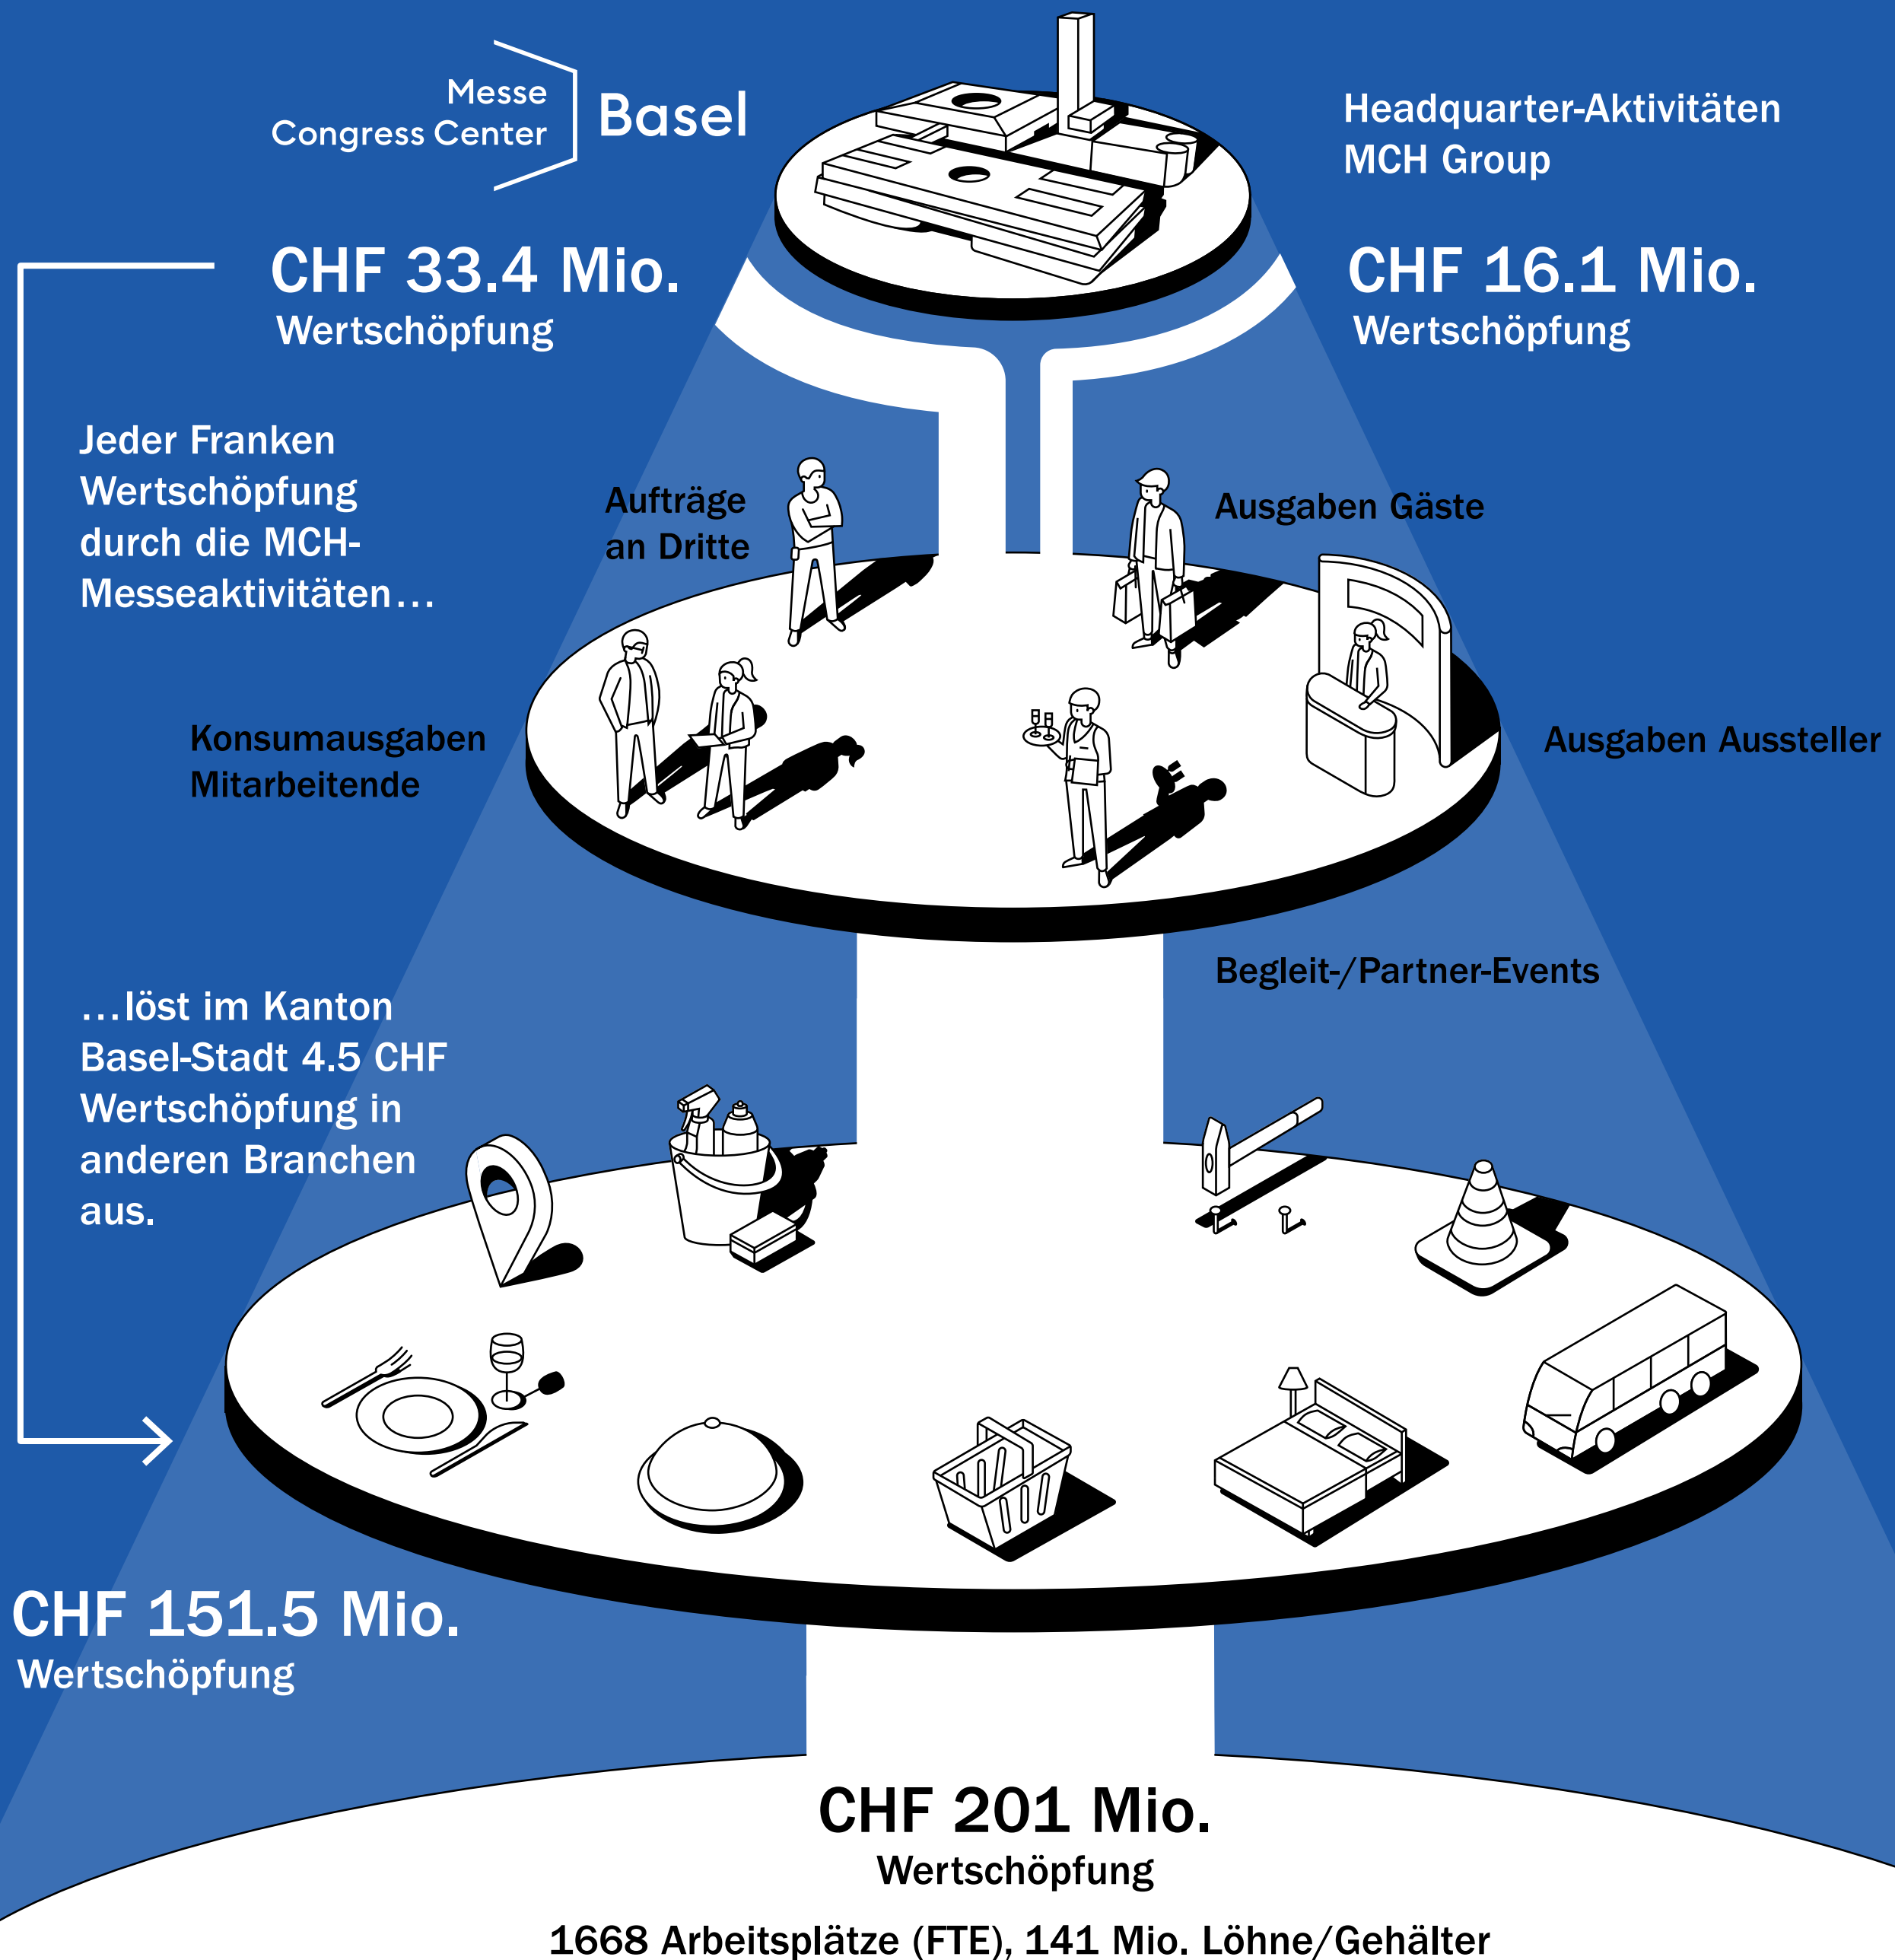 Messe
Congress Center
Basel
Headquarter-Aktivitäten
MCH Group
CHF 33.4 Mio.
Wertschöpfung
CHF 16.1 Mio.
Wertschöpfung
Jeder Franken
Wertschöpfung
durch die MCH-
Messeaktivitäten…
Aufträge
an Dritte
Ausgaben Gäste
Konsumausgaben
Mitarbeitende
Ausgaben Aussteller
Begleit-/Partner-Events
…löst im Kanton
Basel-Stadt 4.5 CHF
Wertschöpfung in
anderen Branchen
aus.
CHF 151.5 Mio.
Wertschöpfung
CHF 201 Mio.
Wertschöpfung
1668 Arbeitsplätze (FTE), 141 Mio. Löhne/Gehälter